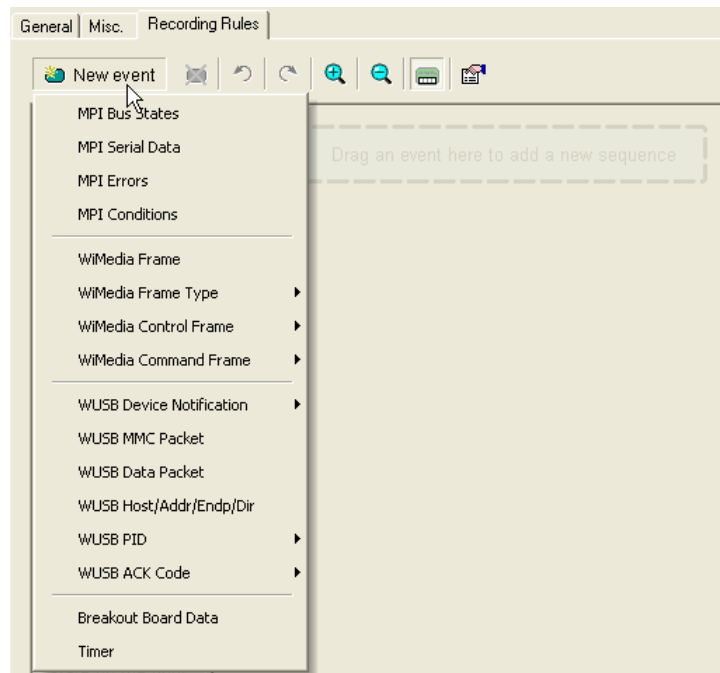 General Misc. Recording Rules
New event
MPI Bus States
MPI Serial Data
Drag an event here to add a new sequence
MPI Errors
MPI Conditions
WiMedia Frame
WiMedia Frame Type
WiMedia Control Frame
WiMedia Command Frame
WUSB Device Notification
WUSB MMC Packet
WUSB Data Packet
WUSB Host/Addr/Endp/Dir
WUSB PID
WUSB ACK Code
Breakout Board Data
Timer